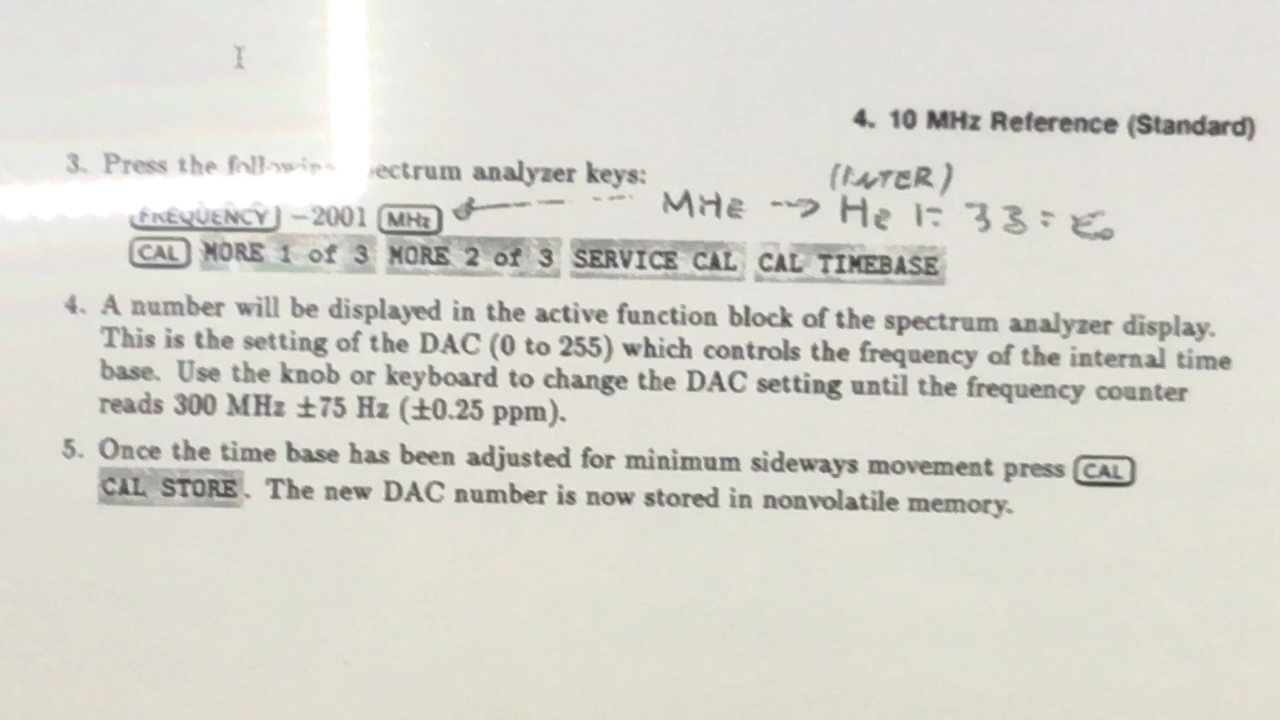 4. 10 MHz Reference (Standard)
3. Press the following spectrum analyzer keys:
(ENTER)
FREQUENCY -2001 MHz MHz → Hz
CAL MORE 1 of 3 MORE 2 of 3 SERVICE CAL CAL TIMEBASE
4. A number will be displayed in the active function block of the spectrum analyzer display.
This is the setting of the DAC (0 to 255) which controls the frequency of the internal time
base. Use the knob or keyboard to change the DAC setting until the frequency counter
reads 300 MHz ±75 Hz (±0.25 ppm).
5. Once the time base has been adjusted for minimum sideways movement press CAL
CAL STORE. The new DAC number is now stored in nonvolatile memory.